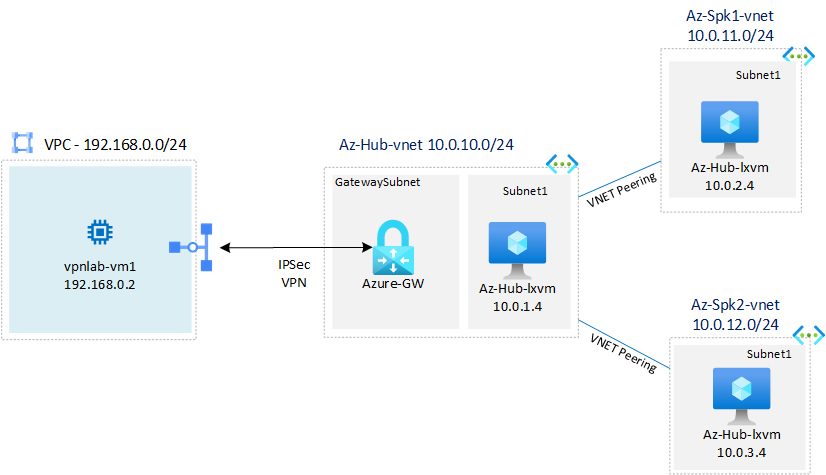 VPC - 192.168.0.0/24
vpnlab-vm1
192.168.0.2
IPSec
VPN
Az-Hub-vnet 10.0.10.0/24
GatewaySubnet
Azure-GW
Subnet1
Az-Hub-lxvm
10.0.1.4
VNET Peering
Az-Spk1-vnet
10.0.11.0/24
Subnet1
Az-Hub-lxvm
10.0.2.4
VNET Peering
Az-Spk2-vnet
10.0.12.0/24
Subnet1
Az-Hub-lxvm
10.0.3.4